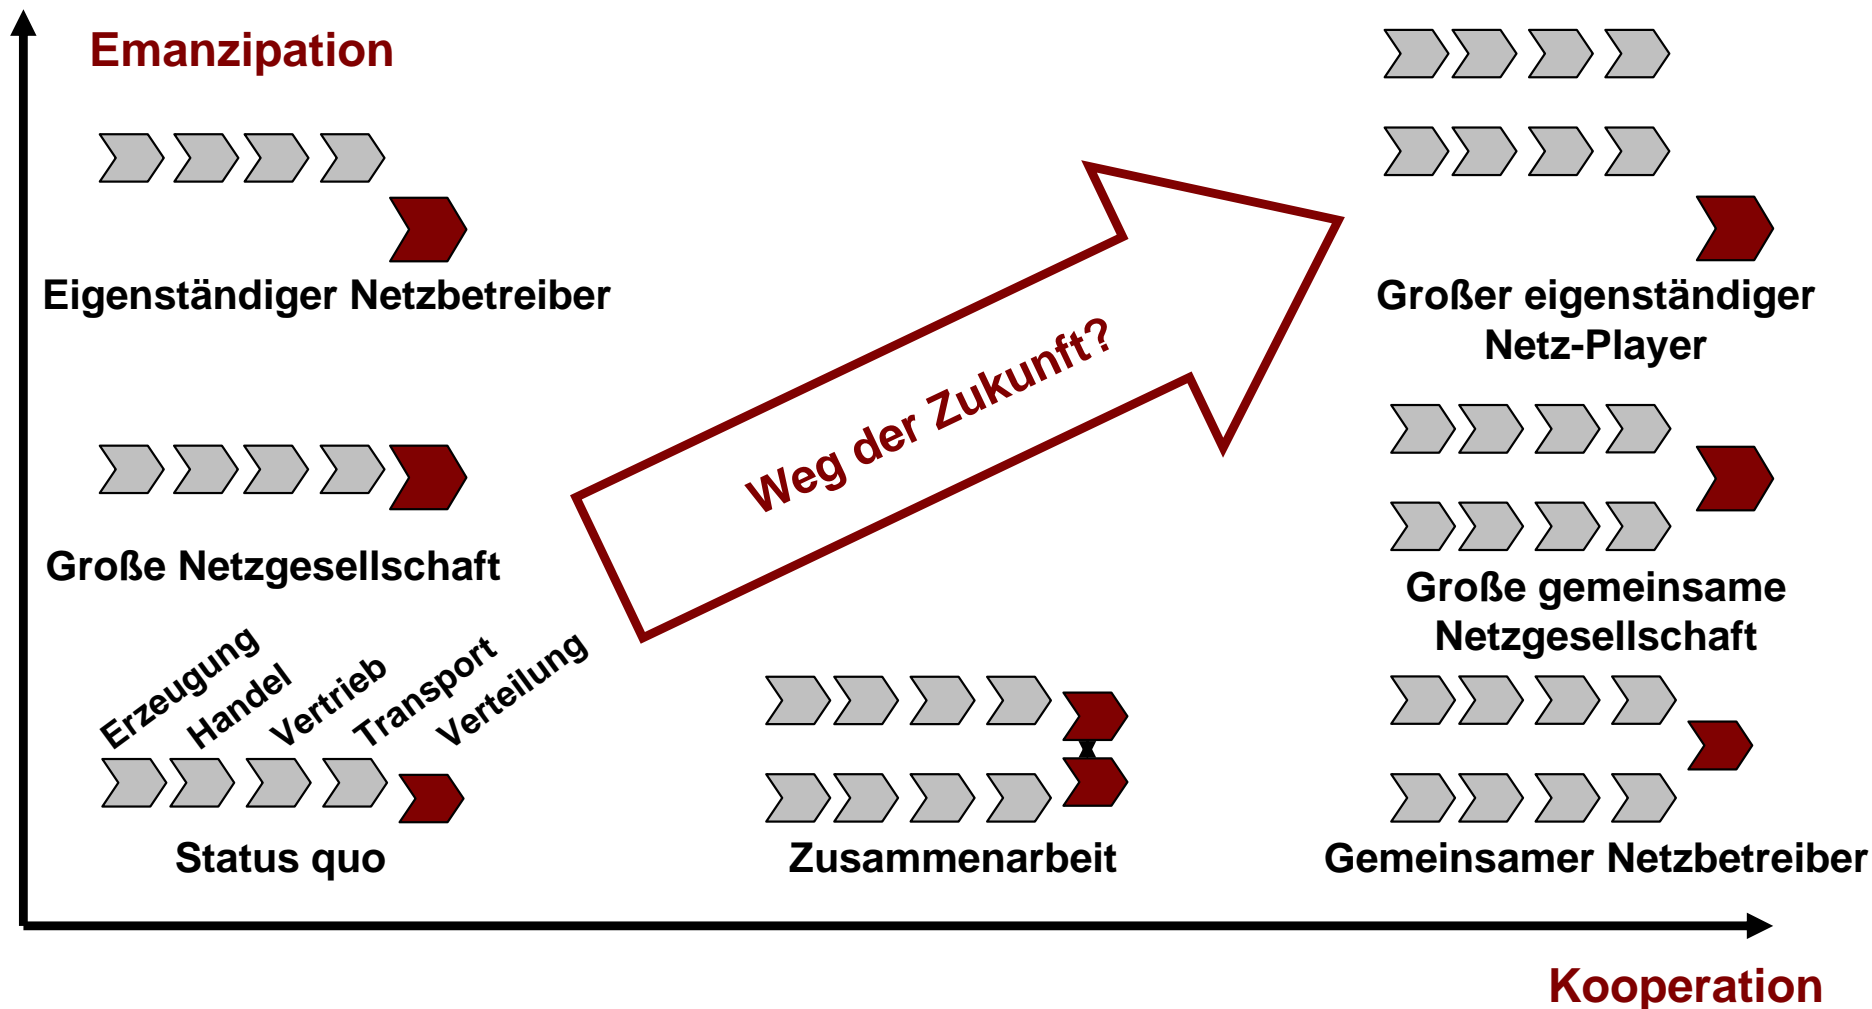 Emanzipation
Eigenständiger Netzbetreiber
Große Netzgesellschaft
Erzeugung
Handel
Vertrieb
Transport
Verteilung
Status quo
Weg der Zukunft?
Zusammenarbeit
Großer eigenständiger
Netz-Player
Große gemeinsame
Netzgesellschaft
Gemeinsamer Netzbetreiber
Kooperation